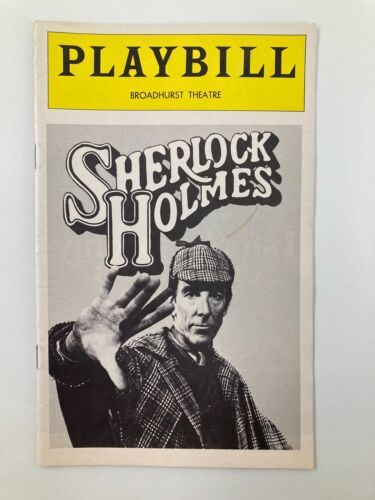 PLAYBILL
BROADHURST THEATRE
SHERLOCK
HOLMES